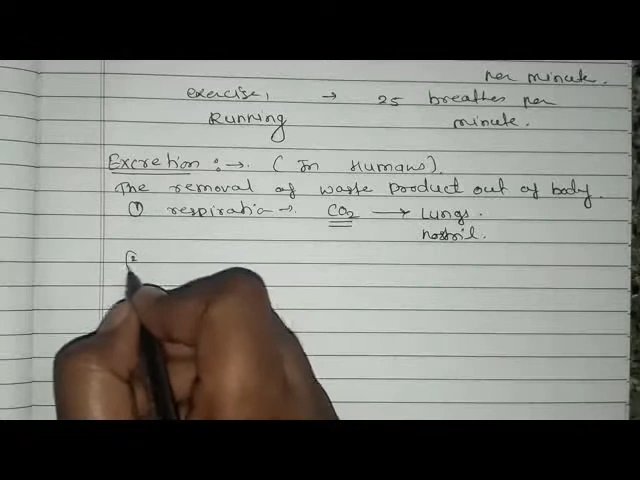 per minute.
exercise, → 25 breathes per
Running minute.
Excretion :→. (In Humans).
The removal of waste product out of body.
① respiration → CO₂ → Lungs.
nostril.
2